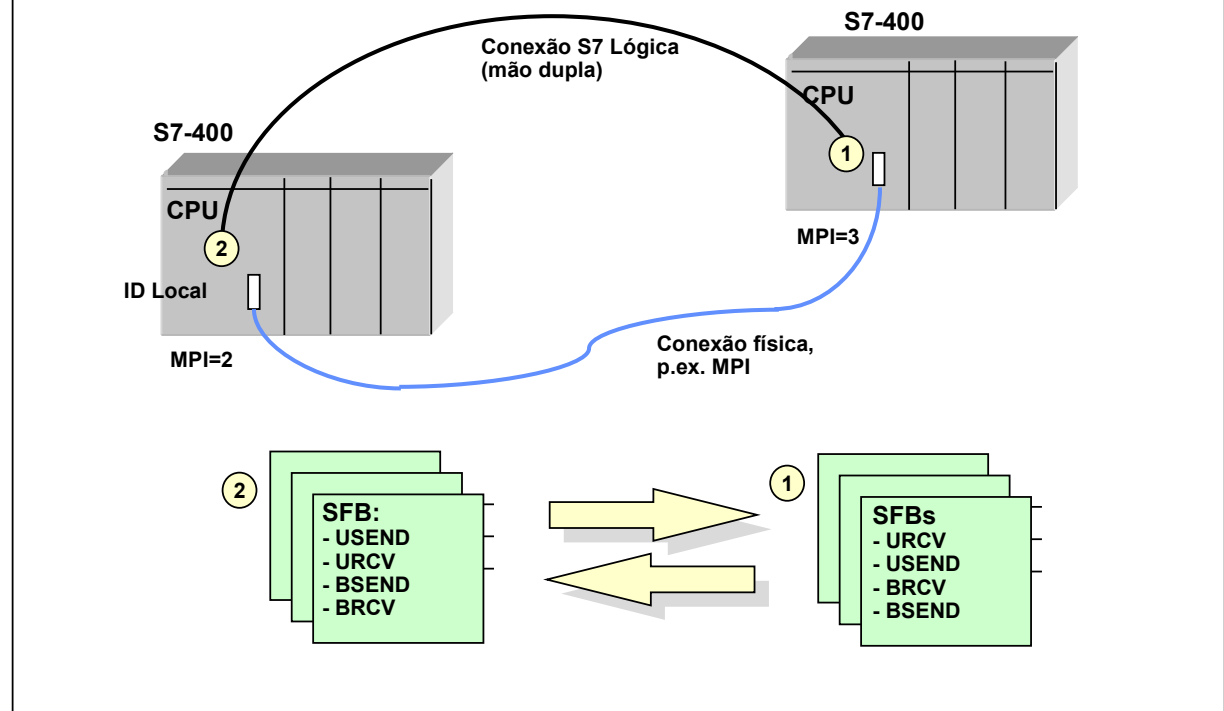 S7-400
Conexão S7 Lógica
(mão dupla)
CPU
1
S7-400
CPU
2
MPI=3
ID Local
MPI=2
Conexão física,
p.ex. MPI
2
SFB:
- USEND
- URCV
- BSEND
- BRCV
1
SFBs
- URCV
- USEND
- BRCV
- BSEND